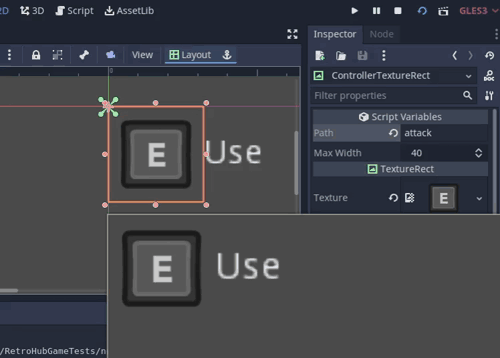 2D 3D Script AssetLib GLES3
View Layout Inspector Node
ControllerTextureRect
Filter properties
Script Variables
Path attack
Max Width 40
TextureRect
Texture E
0
E Use
E Use
/RetroHubGameTests/n